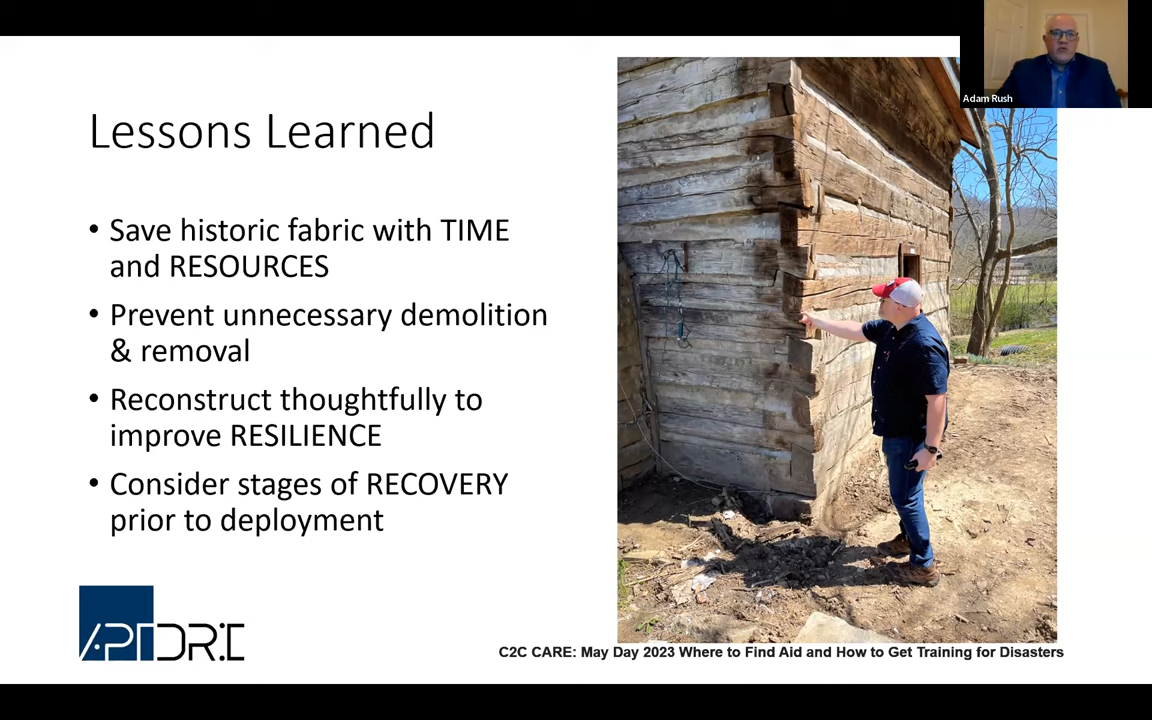 Adam Rush
Lessons Learned
• Save historic fabric with TIME
and RESOURCES
• Prevent unnecessary demolition
& removal
• Reconstruct thoughtfully to
improve RESILIENCE
• Consider stages of RECOVERY
prior to deployment
APTDRI
C2C CARE: May Day 2023 Where to Find Aid and How to Get Training for Disasters